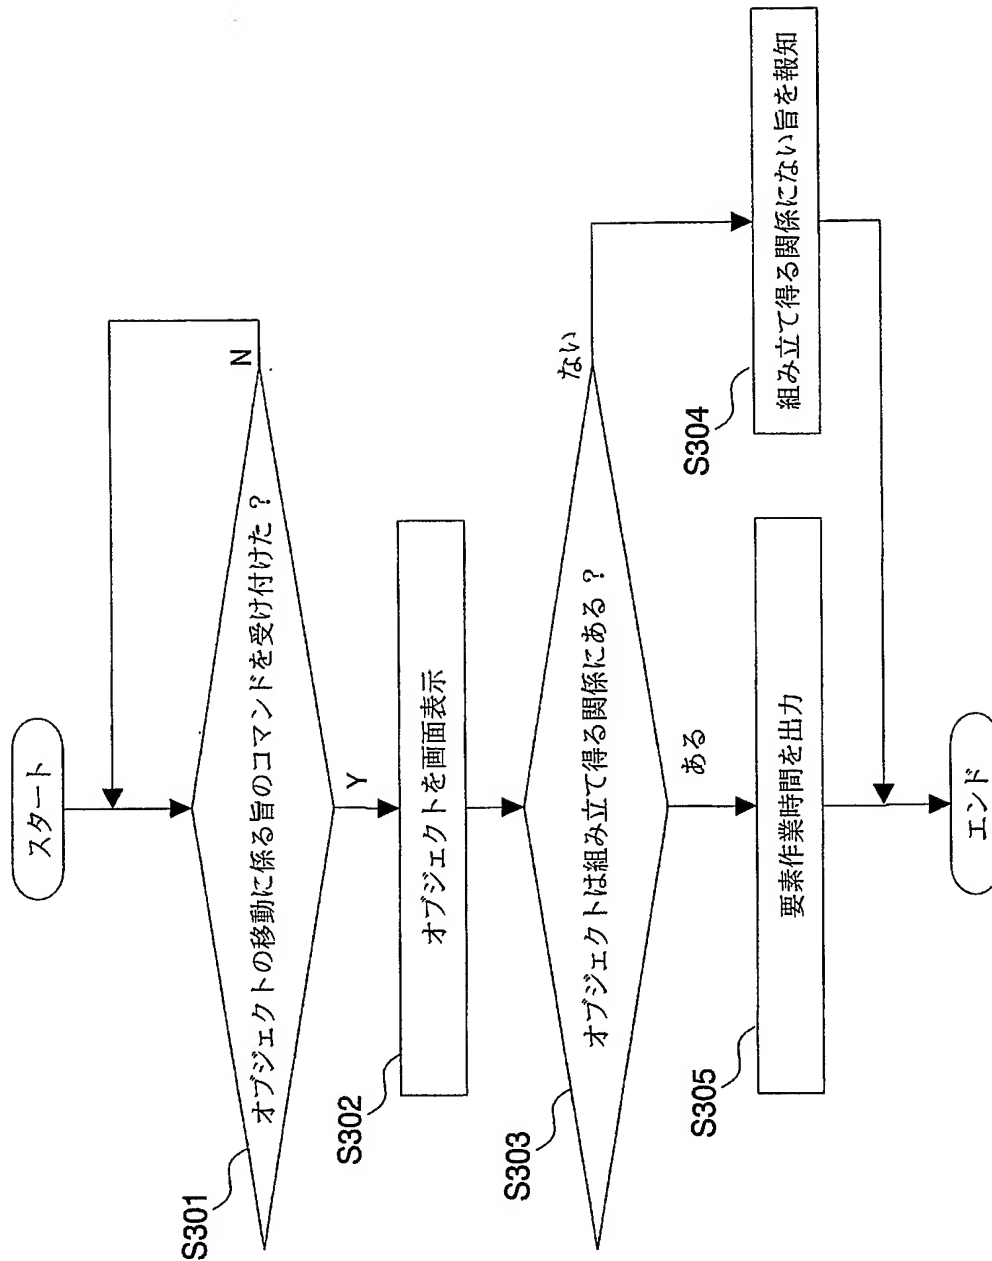 スタート
S301
オブジェクトの移動に係る旨のコマンドを受け付けた？
N
Y
S302
オブジェクトを画面表示
S303
オブジェクトは組み立て得る関係にある？
ない
ある
S304
組み立て得る関係にない旨を報知
S305
要素作業時間を出力
エンド